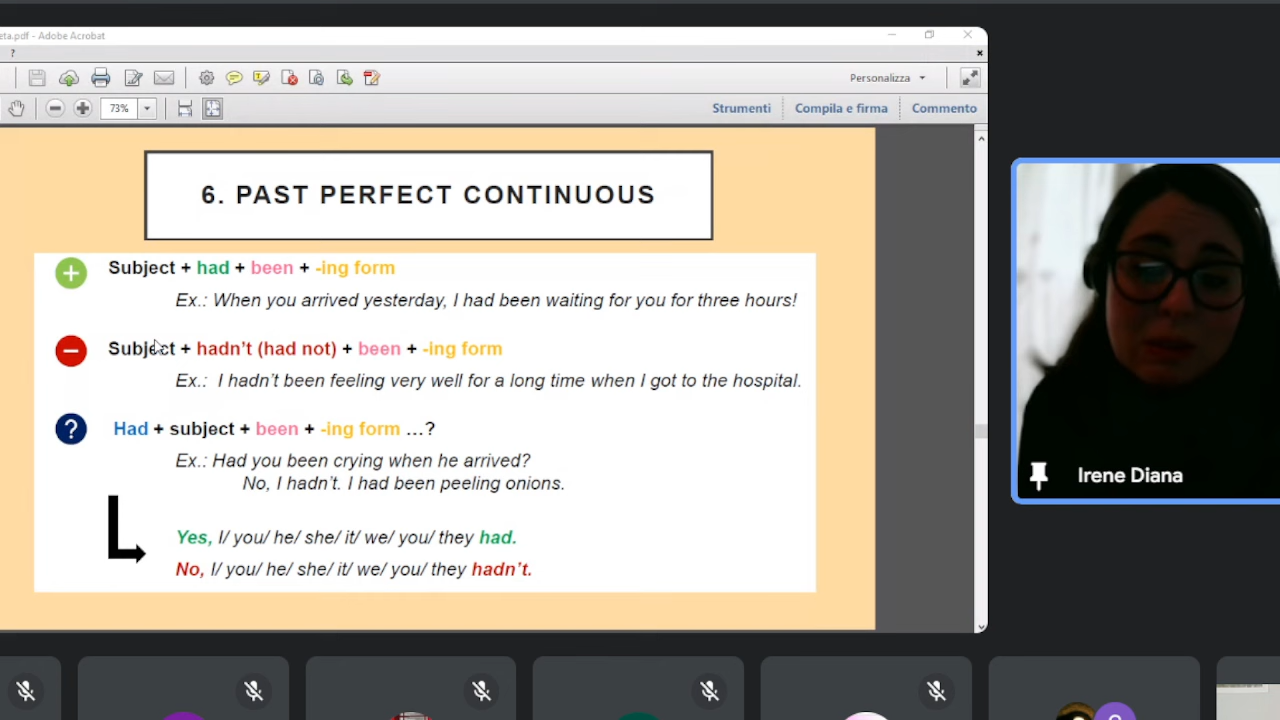 eta.pdf - Adobe Acrobat
?
Personalizza
73%
Strumenti
Compila e firma
Commento
6. PAST PERFECT CONTINUOUS
Subject + had + been + -ing form
Ex.: When you arrived yesterday, I had been waiting for you for three hours!
Subject + hadn't (had not) + been + -ing form
Ex.: I hadn't been feeling very well for a long time when I got to the hospital.
? Had + subject + been + -ing form ...?
Ex.: Had you been crying when he arrived?
No, I hadn't. I had been peeling onions.
Yes, I/ you/ he/ she/ it/ we/ you/ they had.
No, I/ you/ he/ she/ it/ we/ you/ they hadn't.
Irene Diana